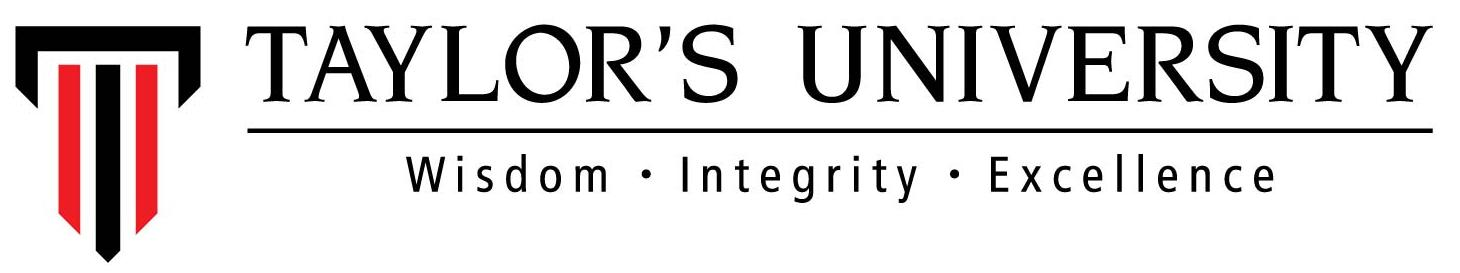 TAYLOR’S UNIVERSITY
Wisdom · Integrity · Excellence